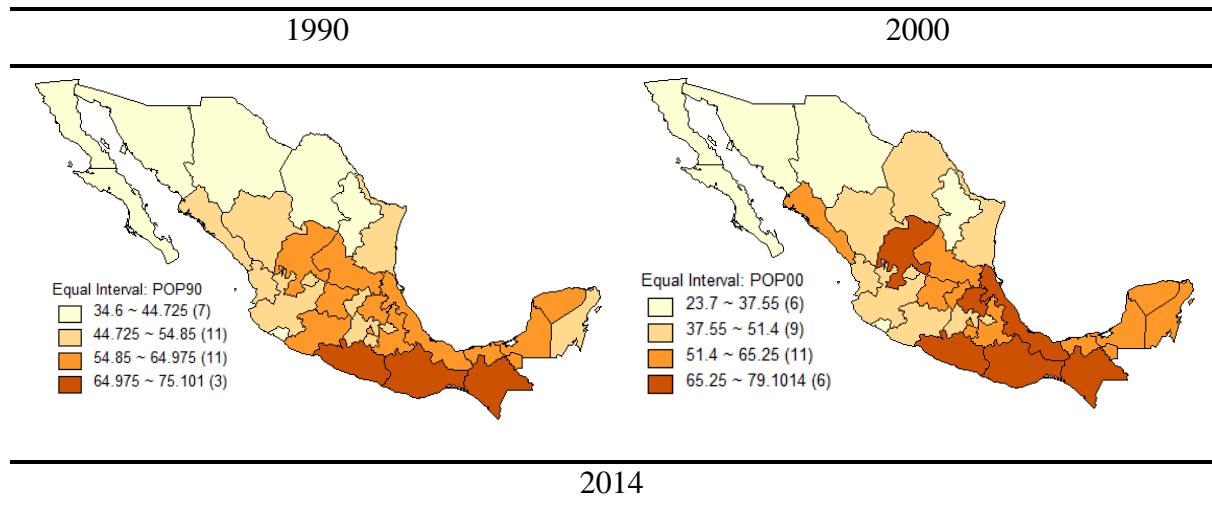 1990
2000
Equal Interval: POP90
34.6 ~ 44.725 (7)
44.725 ~ 54.85 (11)
54.85 ~ 64.975 (11)
64.975 ~ 75.101 (3)
Equal Interval: POP00
23.7 ~ 37.55 (6)
37.55 ~ 51.4 (9)
51.4 ~ 65.25 (11)
65.25 ~ 79.1014 (6)
2014